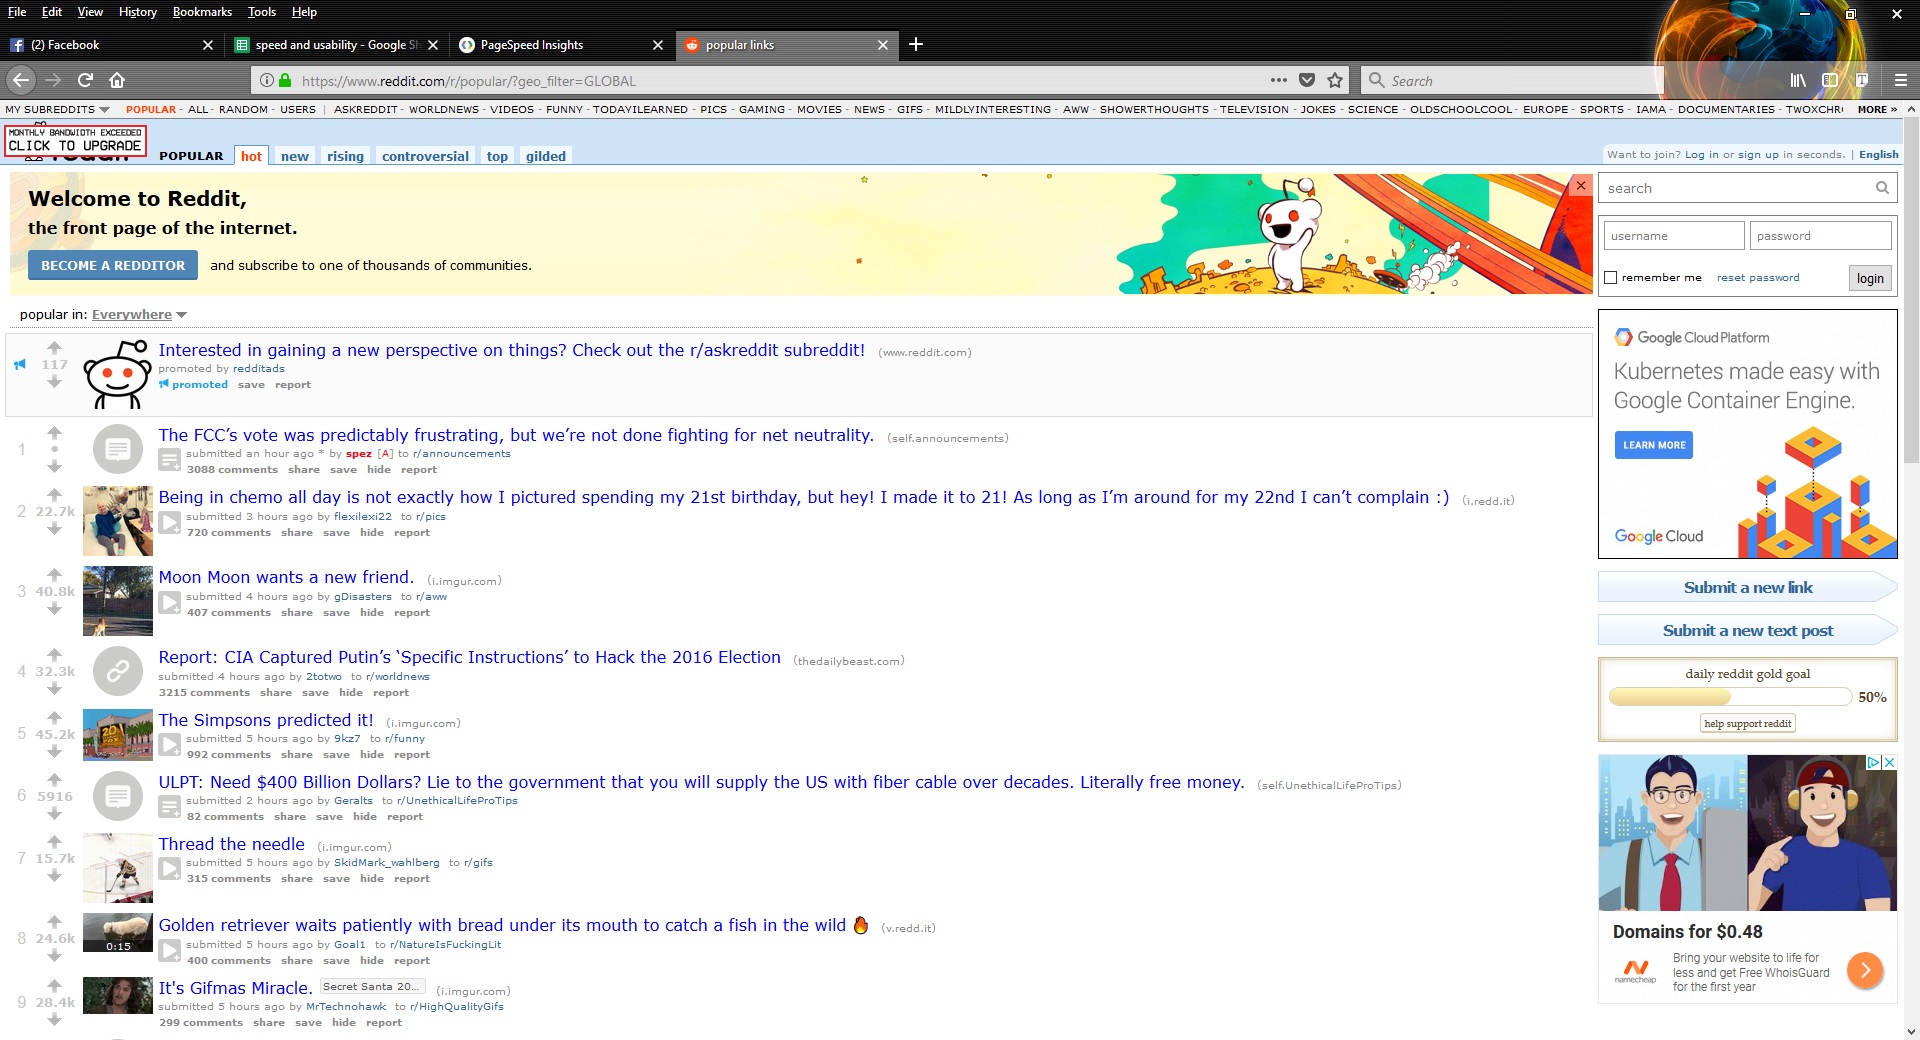 File Edit View History Bookmarks Tools Help
(2) Facebook
speed and usability - Google Sh
PageSpeed Insights
popular links
https://www.reddit.com/r/popular/?geo_filter=GLOBAL
Search
MY SUBREDDITS POPULAR - ALL - RANDOM - USERS | ASKREDDIT - WORLDNEWS - VIDEOS - FUNNY - TODAYILEARNED - PICS - GAMING - MOVIES - NEWS - GIFS - MILDLYINTERESTING - AWW - SHOWERTHOUGHTS - TELEVISION - JOKES - SCIENCE - OLDSCHOOLCOOL - EUROPE - SPORTS - IAMA - DOCUMENTARIES - TWOXCHR MORE »
MONTHLY BANDWIDTH EXCEEDED
CLICK TO UPGRADE
POPULAR hot new rising controversial top gilded
Want to join? Log in or sign up in seconds. | English
Welcome to Reddit,
the front page of the internet.
BECOME A REDDITOR and subscribe to one of thousands of communities.
popular in: Everywhere
117
Interested in gaining a new perspective on things? Check out the r/askreddit subreddit! (www.reddit.com)
promoted by redditads
promoted save report
1
The FCC’s vote was predictably frustrating, but we’re not done fighting for net neutrality. (self.announcements)
submitted an hour ago * by spez [A] to r/announcements
3088 comments share save hide report
2 22.7k
Being in chemo all day is not exactly how I pictured spending my 21st birthday, but hey! I made it to 21! As long as I’m around for my 22nd I can’t complain :) (i.redd.it)
submitted 3 hours ago by flexilexi22 to r/pics
720 comments share save hide report
3 40.8k
Moon Moon wants a new friend. (i.imgur.com)
submitted 4 hours ago by gDisasters to r/aww
407 comments share save hide report
4 32.3k
Report: CIA Captured Putin’s ‘Specific Instructions’ to Hack the 2016 Election (thedailybeast.com)
submitted 4 hours ago by 2totwo to r/worldnews
3215 comments share save hide report
5 45.2k
The Simpsons predicted it! (i.imgur.com)
submitted 5 hours ago by 9kz7 to r/funny
992 comments share save hide report
6 5916
ULPT: Need $400 Billion Dollars? Lie to the government that you will supply the US with fiber cable over decades. Literally free money. (self.UnethicalLifeProTips)
submitted 2 hours ago by Geralts to r/UnethicalLifeProTips
82 comments share save hide report
7 15.7k
Thread the needle (i.imgur.com)
submitted 5 hours ago by SkidMark_wahlberg to r/gifs
315 comments share save hide report
8 24.6k
0:15
Golden retriever waits patiently with bread under its mouth to catch a fish in the wild 🔥 (v.redd.it)
submitted 5 hours ago by Goal1 to r/NatureIsFuckingLit
400 comments share save hide report
9 28.4k
It's Gifmas Miracle. Secret Santa 20... (i.imgur.com)
submitted 5 hours ago by MrTechnohawk to r/HighQualityGifs
299 comments share save hide report
search
username password
remember me reset password login
Google Cloud Platform
Kubernetes made easy with
Google Container Engine.
LEARN MORE
Google Cloud
Submit a new link
Submit a new text post
daily reddit gold goal
50%
help support reddit
Domains for $0.48
namecheap
Bring your website to life for
less and get Free WhoisGuard
for the first year